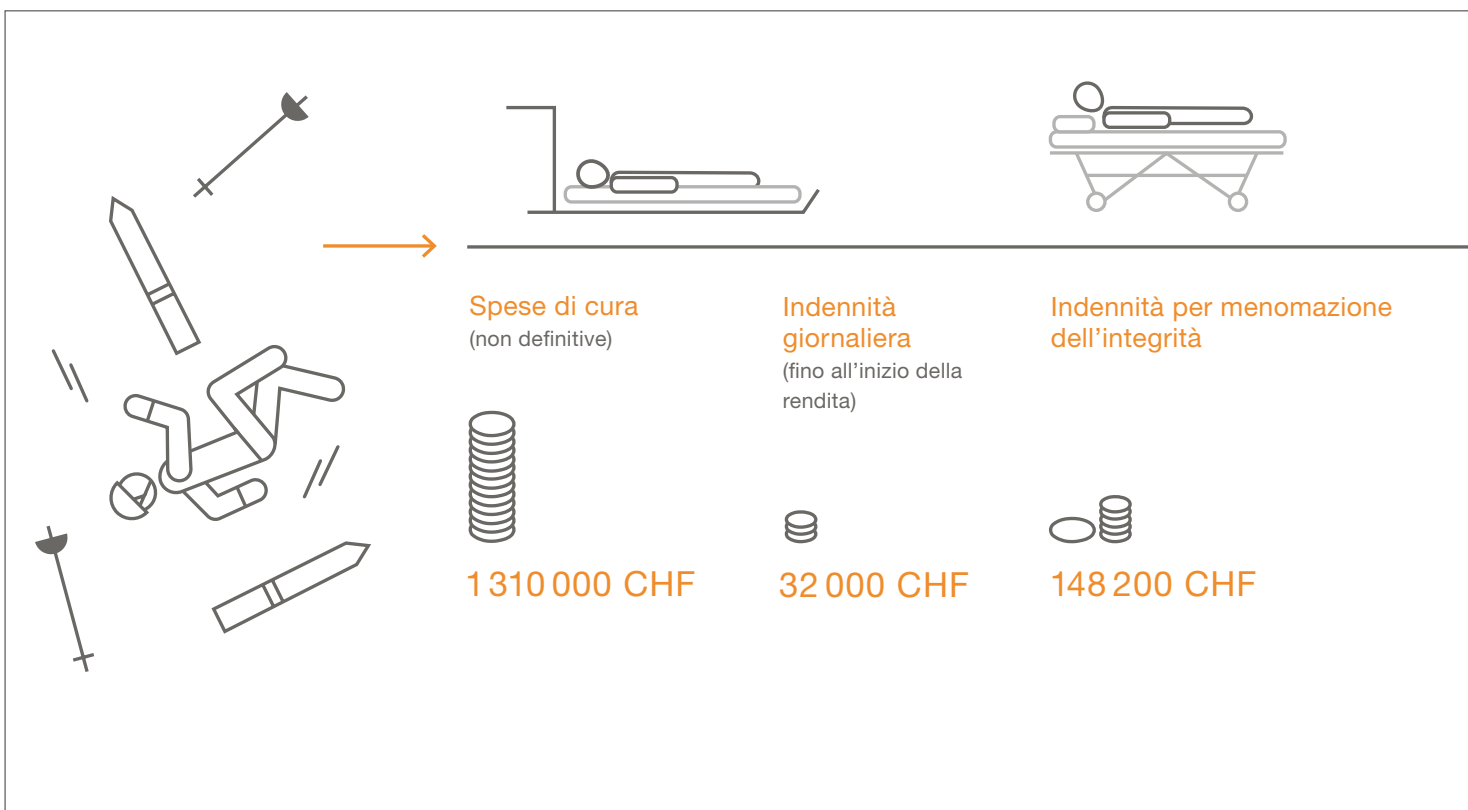 Spese di cura
(non definitive)
1 310 000 CHF
Indennità
giornaliera
(fino all’inizio della
rendita)
32 000 CHF
Indennità per menomazione
dell’integrità
148 200 CHF